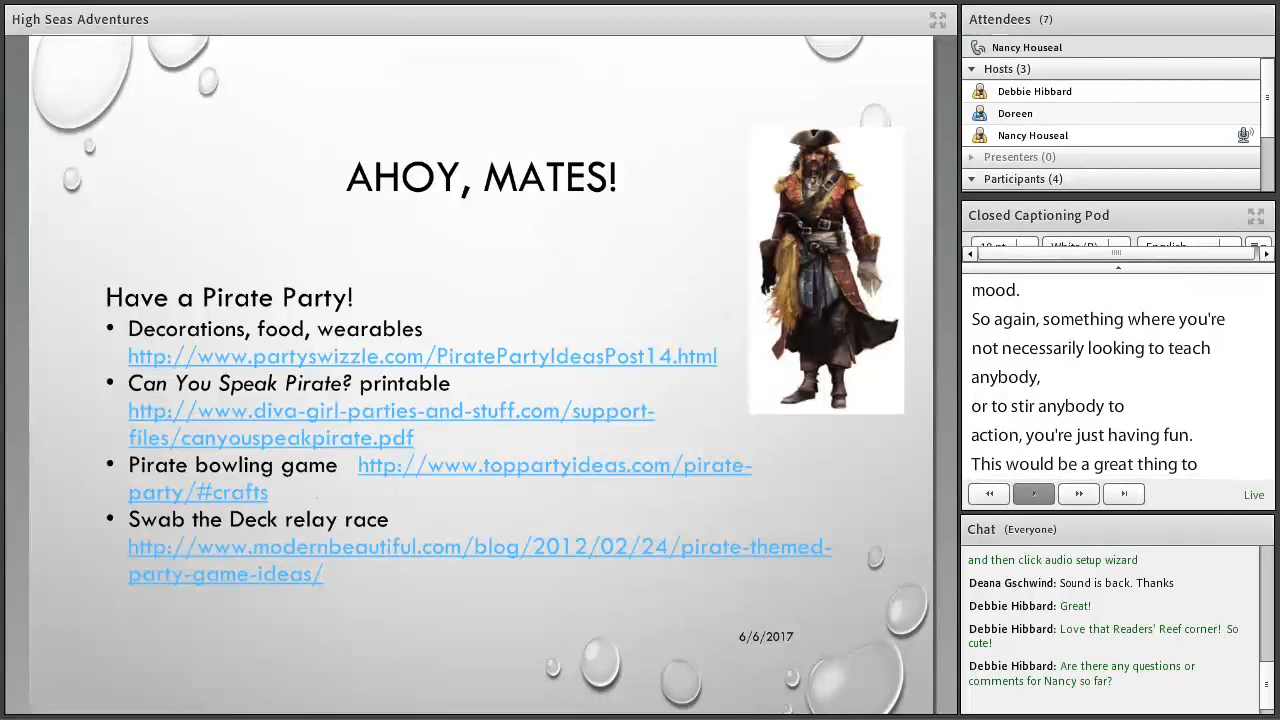 High Seas Adventures
AHOY, MATES!
Have a Pirate Party!
• Decorations, food, wearables
http://www.partyswizzle.com/PiratePartyIdeasPost14.html
• Can You Speak Pirate? printable
http://www.diva-girl-parties-and-stuff.com/support-
files/canyouspeakpirate.pdf
• Pirate bowling game http://www.toppartyideas.com/pirate-
party/#crafts
• Swab the Deck relay race
http://www.modernbeautiful.com/blog/2012/02/24/pirate-themed-
party-game-ideas/
6/6/2017
Attendees (7)
Nancy Houseal
Hosts (3)
Debbie Hibbard
Doreen
Nancy Houseal
Presenters (0)
Participants (4)
Closed Captioning Pod
mood.
So again, something where you're
not necessarily looking to teach
anybody,
or to stir anybody to
action, you're just having fun.
This would be a great thing to
Live
Chat (Everyone)
and then click audio setup wizard
Deana Gschwind: Sound is back. Thanks
Debbie Hibbard: Great!
Debbie Hibbard: Love that Readers' Reef corner! So
cute!
Debbie Hibbard: Are there any questions or
comments for Nancy so far?